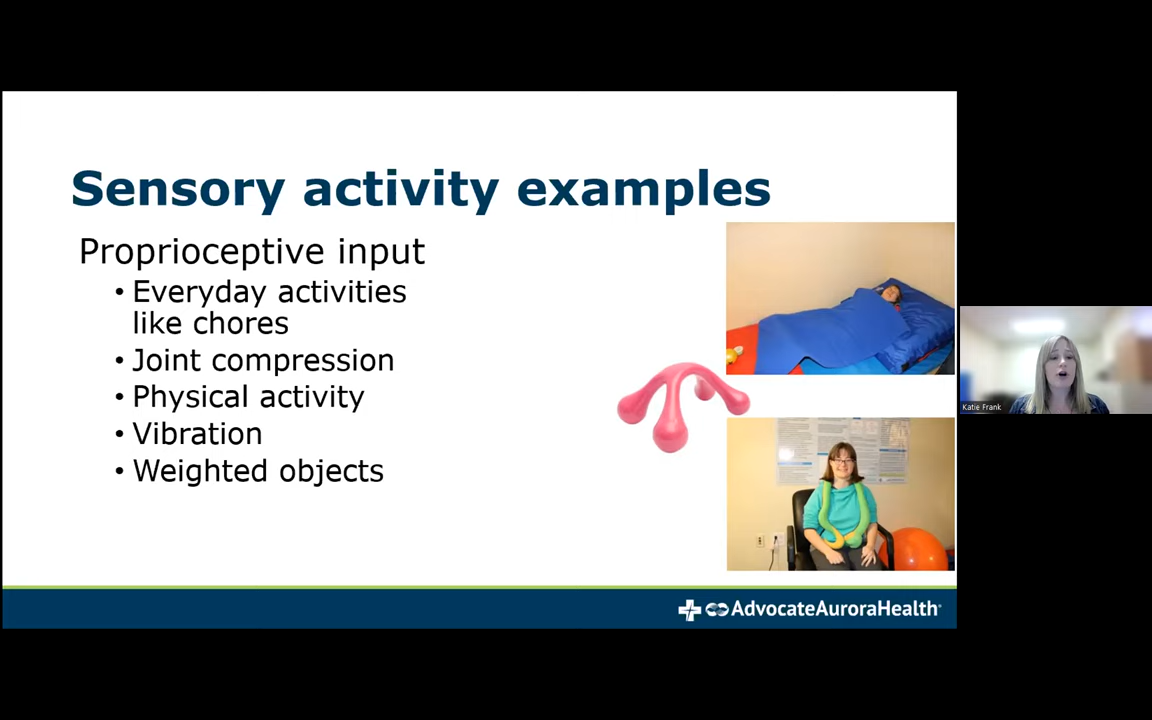 Sensory activity examples
Proprioceptive input
• Everyday activities
like chores
• Joint compression
• Physical activity
• Vibration
• Weighted objects
Katie Frank
AdvocateAuroraHealth®